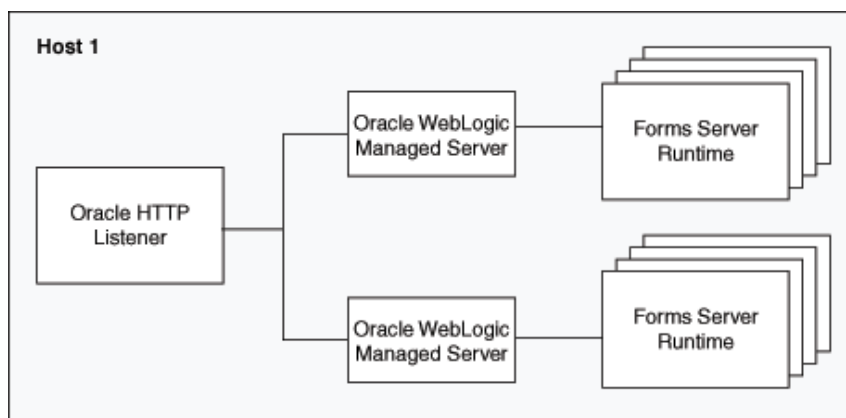 Host 1
Oracle HTTP
Listener
Oracle WebLogic
Managed Server
Forms Server
Runtime
Oracle WebLogic
Managed Server
Forms Server
Runtime